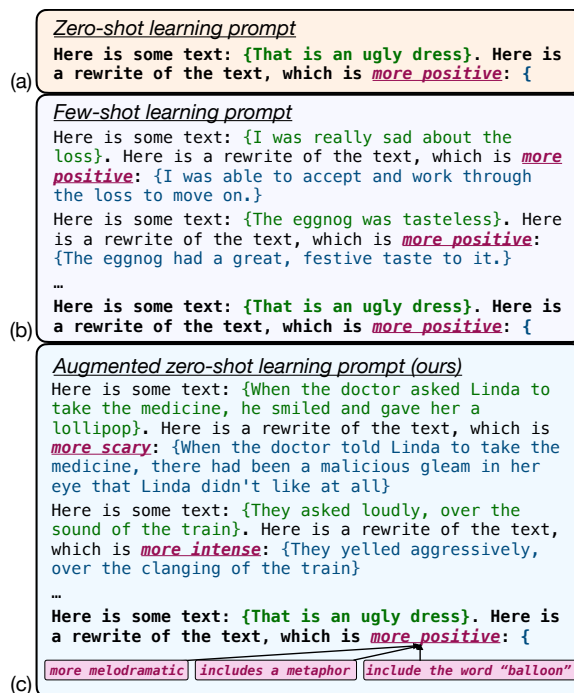 Zero-shot learning prompt
Here is some text: {That is an ugly dress}. Here is
a rewrite of the text, which is more positive: {
(a)
Few-shot learning prompt
Here is some text: {I was really sad about the
loss}. Here is a rewrite of the text, which is more
positive: {I was able to accept and work through
the loss to move on.}
Here is some text: {The eggnog was tasteless}. Here
is a rewrite of the text, which is more positive:
{The eggnog had a great, festive taste to it.}
…
Here is some text: {That is an ugly dress}. Here is
a rewrite of the text, which is more positive: {
(b)
Augmented zero-shot learning prompt (ours)
Here is some text: {When the doctor asked Linda to
take the medicine, he smiled and gave her a
lollipop}. Here is a rewrite of the text, which is
more scary: {When the doctor told Linda to take the
medicine, there had been a malicious gleam in her
eye that Linda didn't like at all}
Here is some text: {They asked loudly, over the
sound of the train}. Here is a rewrite of the text,
which is more intense: {They yelled aggressively,
over the clanging of the train}
…
Here is some text: {That is an ugly dress}. Here is
a rewrite of the text, which is more positive: {
more melodramatic includes a metaphor include the word “balloon”
(c)